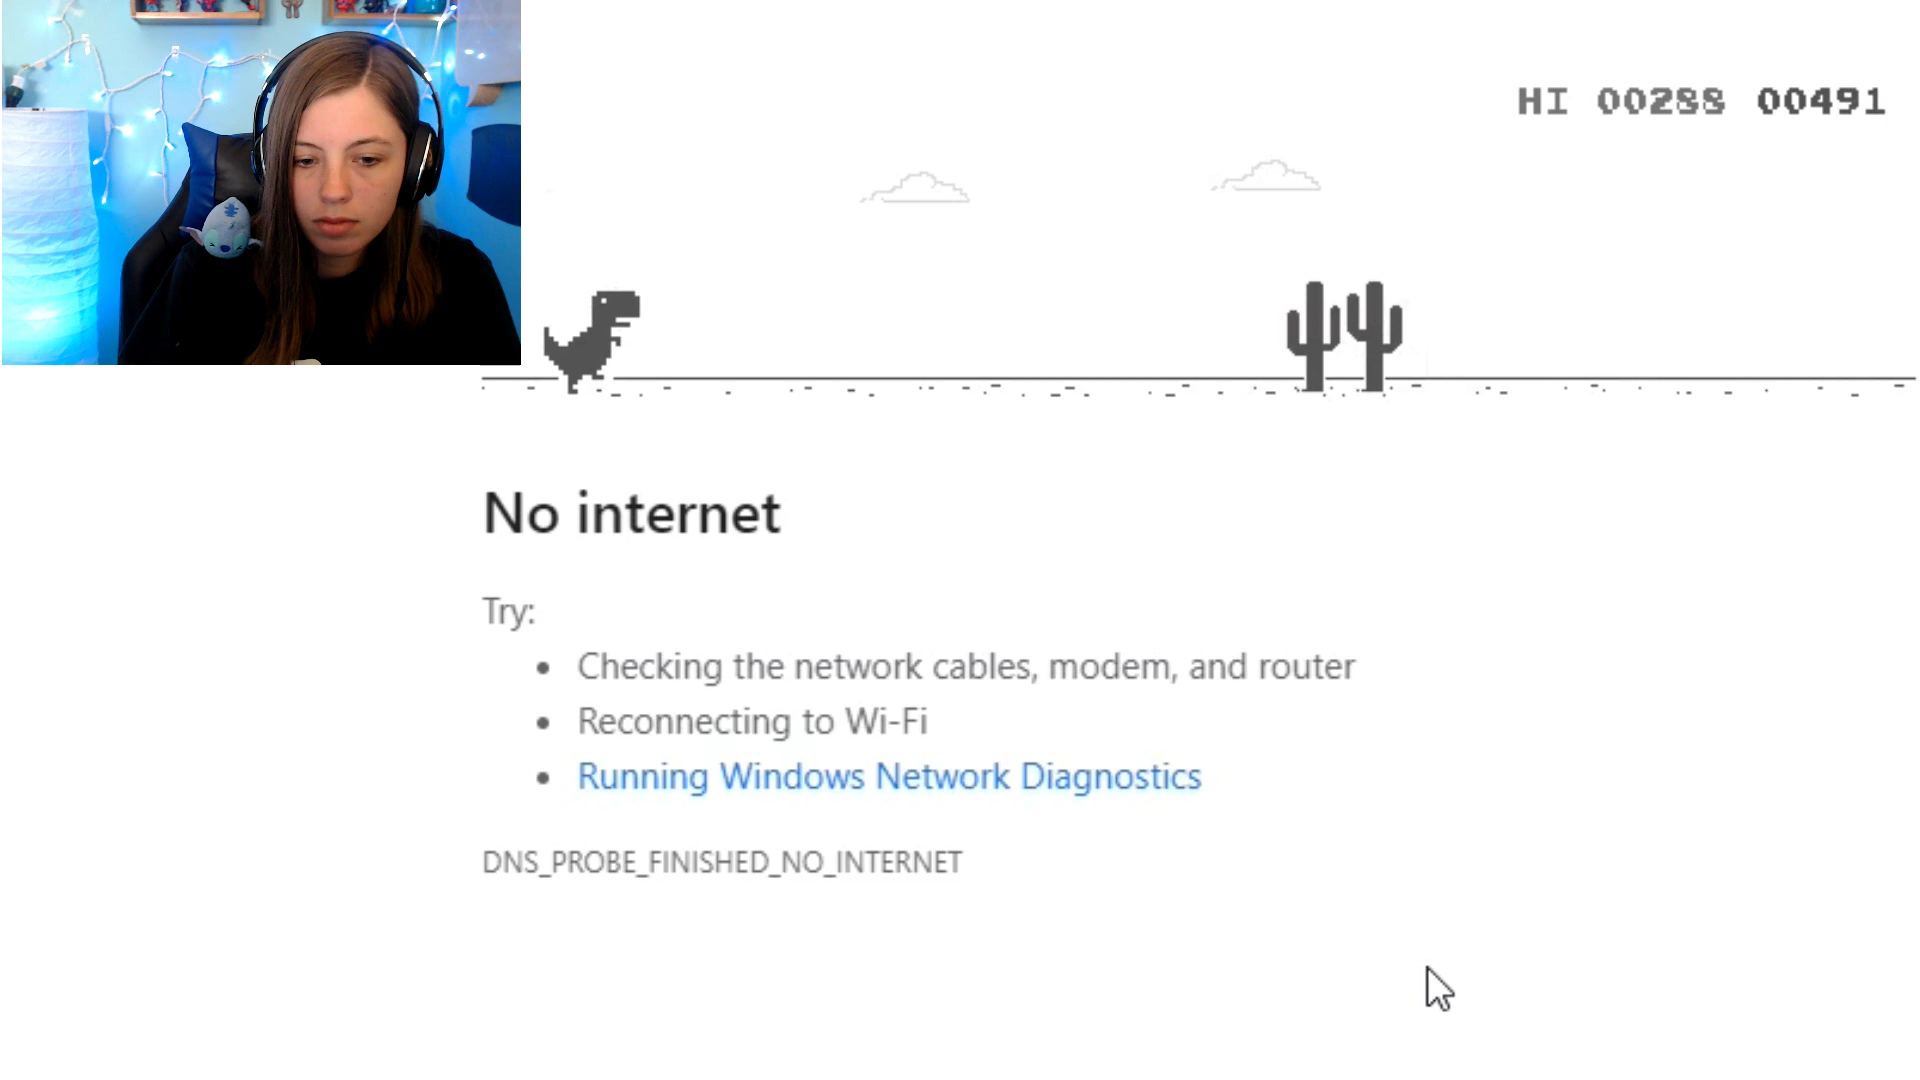 HI 00288 00491
No internet
Try:
Checking the network cables, modem, and router
Reconnecting to Wi-Fi
Running Windows Network Diagnostics
DNS_PROBE_FINISHED_NO_INTERNET